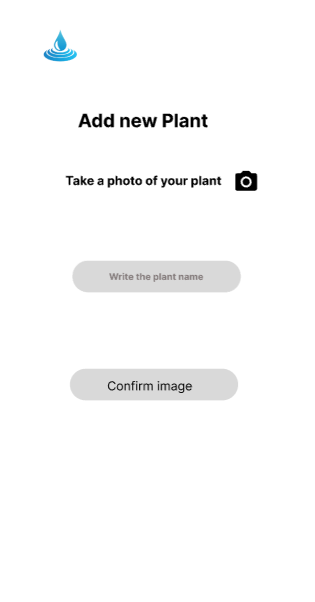 Add new Plant
Take a photo of your plant
Write the plant name
Confirm image